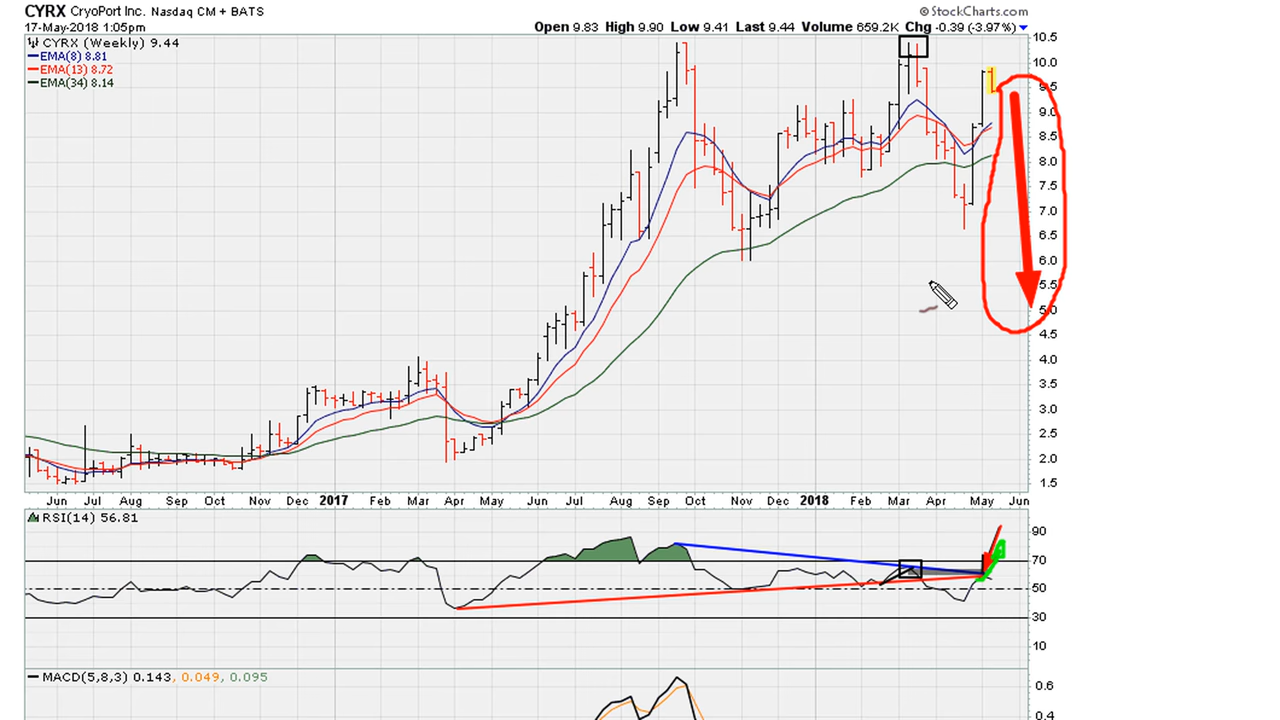 CYRX CryoPort Inc. Nasdaq CM + BATS
© StockCharts.com
17-May-2018 1:05pm
Open 9.83 High 9.90 Low 9.41 Last 9.44 Volume 659.2K Chg -0.39 (-3.97%)
CYRX (Weekly) 9.44
EMA(8) 8.81
EMA(13) 8.72
EMA(34) 8.14
10.5
10.0
9.5
9.0
8.5
8.0
7.5
7.0
6.5
6.0
5.5
5.0
4.5
4.0
3.5
3.0
2.5
2.0
1.5
Jun Jul Aug Sep Oct Nov Dec 2017 Feb Mar Apr May Jun Jul Aug Sep Oct Nov Dec 2018 Feb Mar Apr May Jun
RSI(14) 56.81
90
70
50
30
10
MACD(5,8,3) 0.143, 0.049, 0.095
0.6
0.4